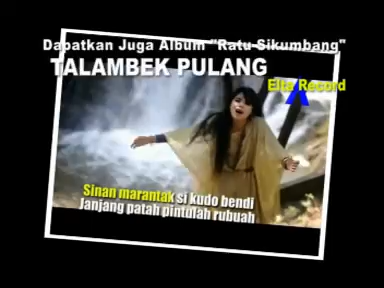 Dapatkan Juga Album "Ratu Sikumbang"
TALAMBEK PULANG
Elta Record
Sinan marantak si kudo bendi
Janjang patah pintulah rubuah